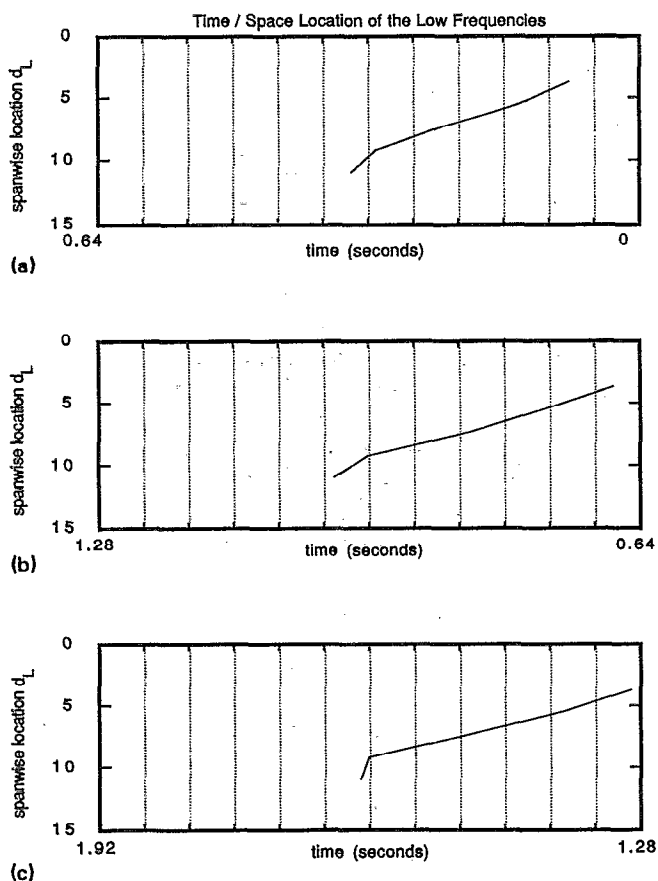 Time / Space Location of the Low Frequencies
spanwise location d_L
0
5
10
15
0.64
time (seconds)
0
(a)
spanwise location d_L
0
5
10
15
1.28
time (seconds)
0.64
(b)
spanwise location d_L
0
5
10
15
1.92
time (seconds)
1.28
(c)